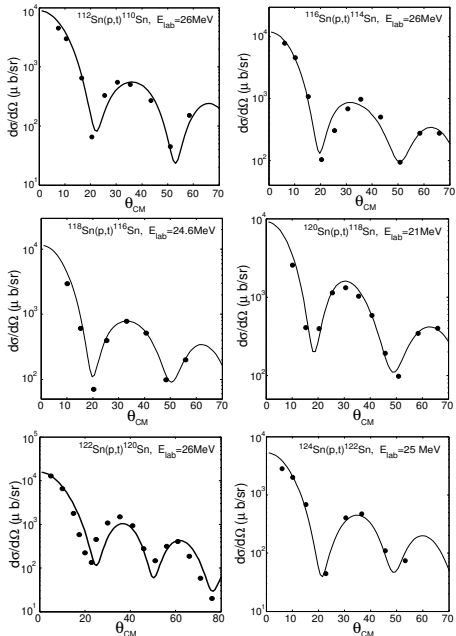 ¹¹²Sn(p,t)¹¹⁰Sn, E_lab=26MeV
dσ/dΩ (μ b/sr)
10⁴
10³
10²
10¹
0 10 20 30 40 50 60 70
θ_CM
¹¹⁶Sn(p,t)¹¹⁴Sn, E_lab=26MeV
dσ/dΩ (μ b/sr)
10⁴
10³
10²
0 10 20 30 40 50 60 70
θ_CM
¹¹⁸Sn(p,t)¹¹⁶Sn, E_lab=24.6MeV
dσ/dΩ (μ b/sr)
10⁴
10³
10²
0 10 20 30 40 50 60 70
θ_CM
¹²⁰Sn(p,t)¹¹⁸Sn, E_lab=21MeV
dσ/dΩ (μ b/sr)
10⁴
10³
10²
0 10 20 30 40 50 60 70
θ_CM
¹²²Sn(p,t)¹²⁰Sn, E_lab=26MeV
dσ/dΩ (μ b/sr)
10⁵
10⁴
10³
10²
10¹
0 10 20 30 40 50 60 70 80
θ_CM
¹²⁴Sn(p,t)¹²²Sn, E_lab=25 MeV
dσ/dΩ (μ b/sr)
10⁴
10³
10²
10¹
0 10 20 30 40 50 60 70
θ_CM